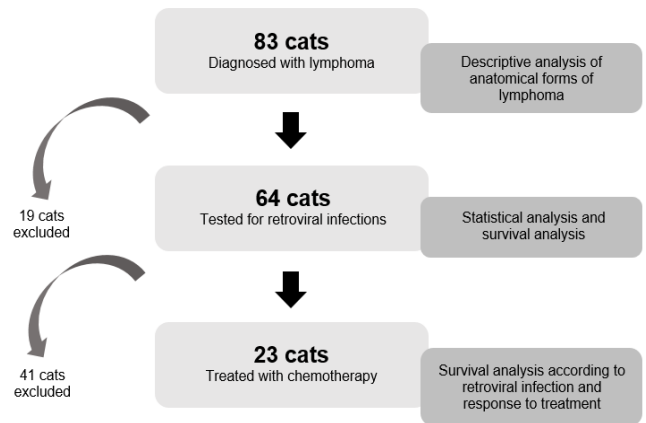 83 cats
Diagnosed with lymphoma
Descriptive analysis of
anatomical forms of
lymphoma
19 cats
excluded
64 cats
Tested for retroviral infections
Statistical analysis and
survival analysis
41 cats
excluded
23 cats
Treated with chemotherapy
Survival analysis according to
retroviral infection and
response to treatment